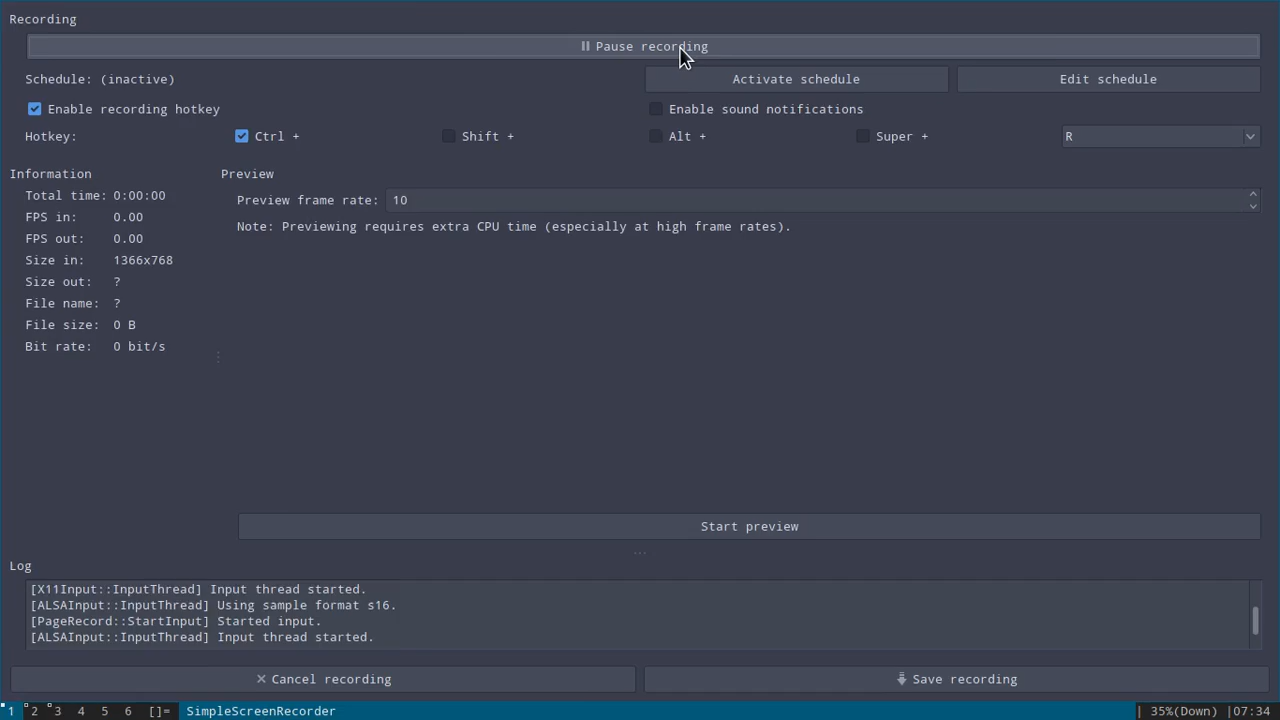 Recording
Pause recording
Schedule: (inactive)
Activate schedule
Edit schedule
Enable recording hotkey
Enable sound notifications
Hotkey:
Ctrl +
Shift +
Alt +
Super +
R
Information
Total time: 0:00:00
FPS in: 0.00
FPS out: 0.00
Size in: 1366x768
Size out: ?
File name: ?
File size: 0 B
Bit rate: 0 bit/s
Preview
Preview frame rate: 10
Note: Previewing requires extra CPU time (especially at high frame rates).
Start preview
Log
[X11Input::InputThread] Input thread started.
[ALSAInput::InputThread] Using sample format s16.
[PageRecord::StartInput] Started input.
[ALSAInput::InputThread] Input thread started.
Cancel recording
Save recording
1 2 3 4 5 6 []= SimpleScreenRecorder | 35%(Down) |07:34